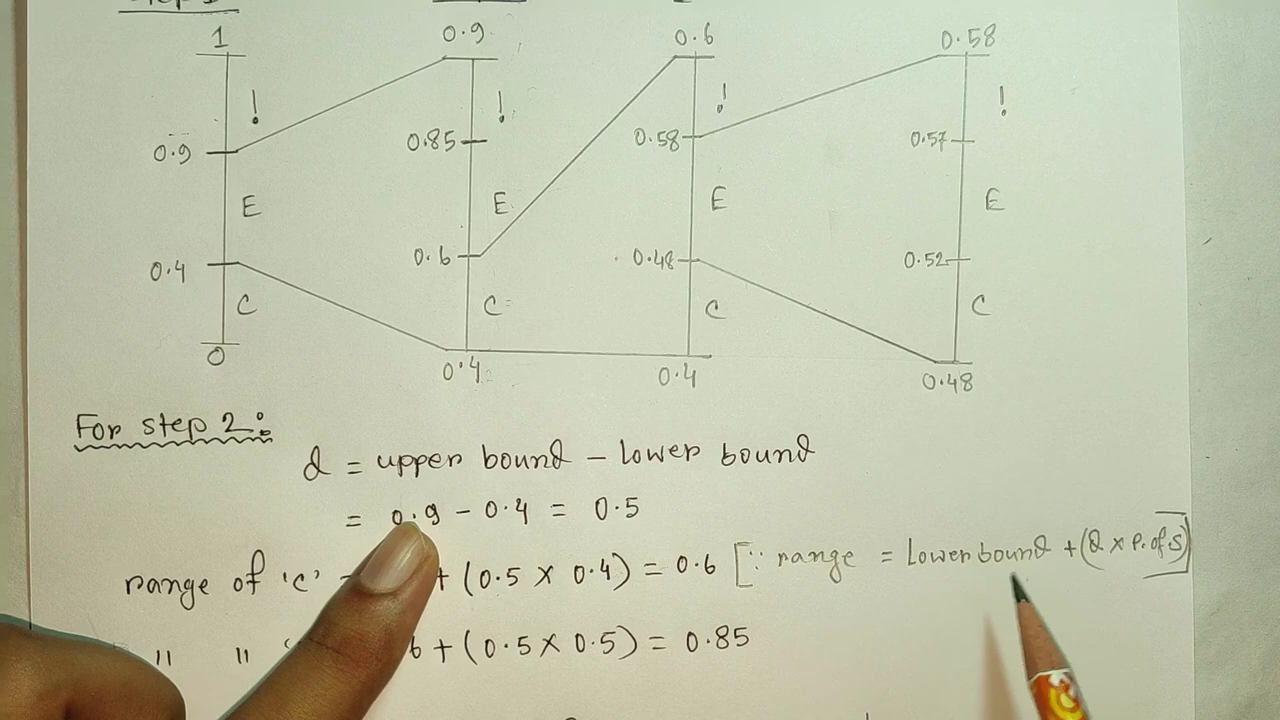 1 0.9 0.6 0.58
! ! ! !
0.9 0.85 0.58 0.57
E E E E
0.4 0.6 0.48 0.52
C C C C
0 0.4 0.4 0.48
For step 2:
d = upper bound - lower bound
= 0.9 - 0.4 = 0.5
range of 'c' + (0.5 × 0.4) = 0.6 [∵ range = Lower bound + (d × P. of S)]
" " + (0.5 × 0.5) = 0.85